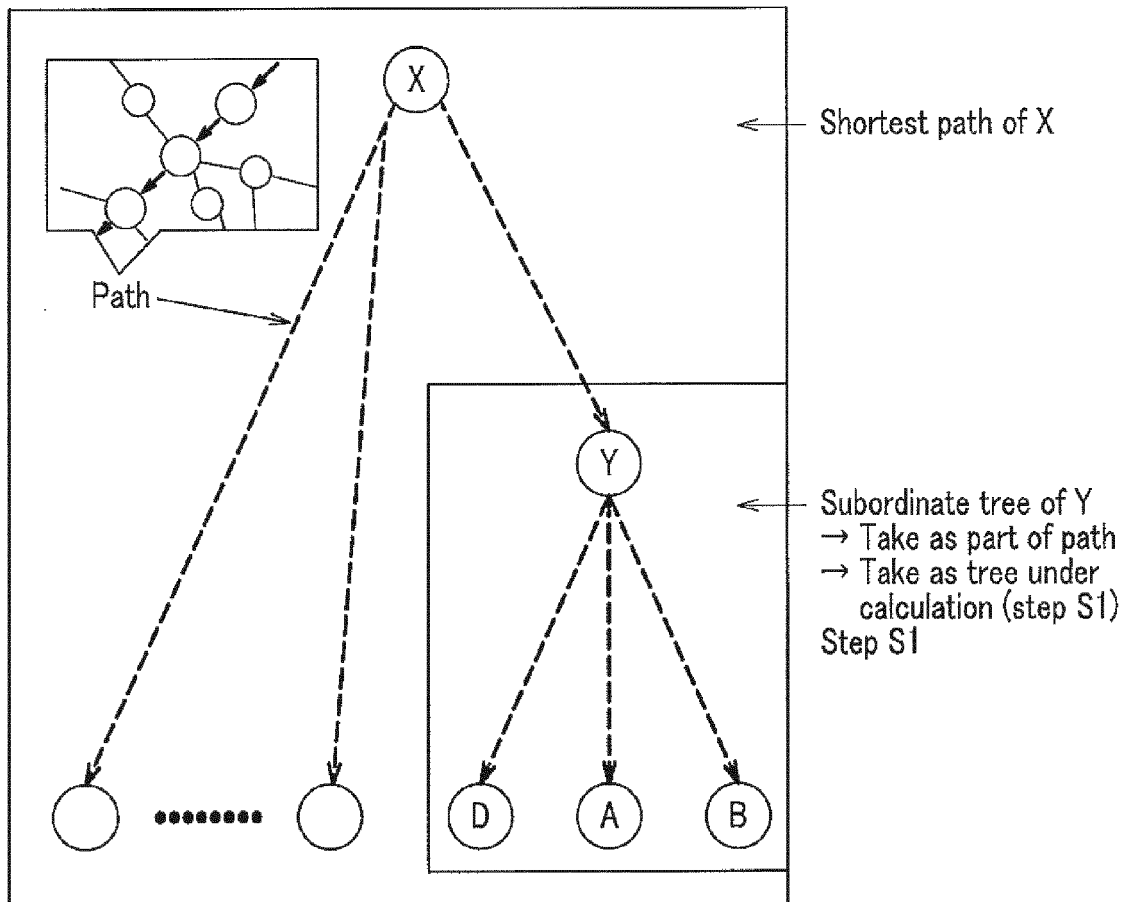 X
Shortest path of X
Path
Y
Subordinate tree of Y
→ Take as part of path
→ Take as tree under
calculation (step S1)
Step S1
D
A
B